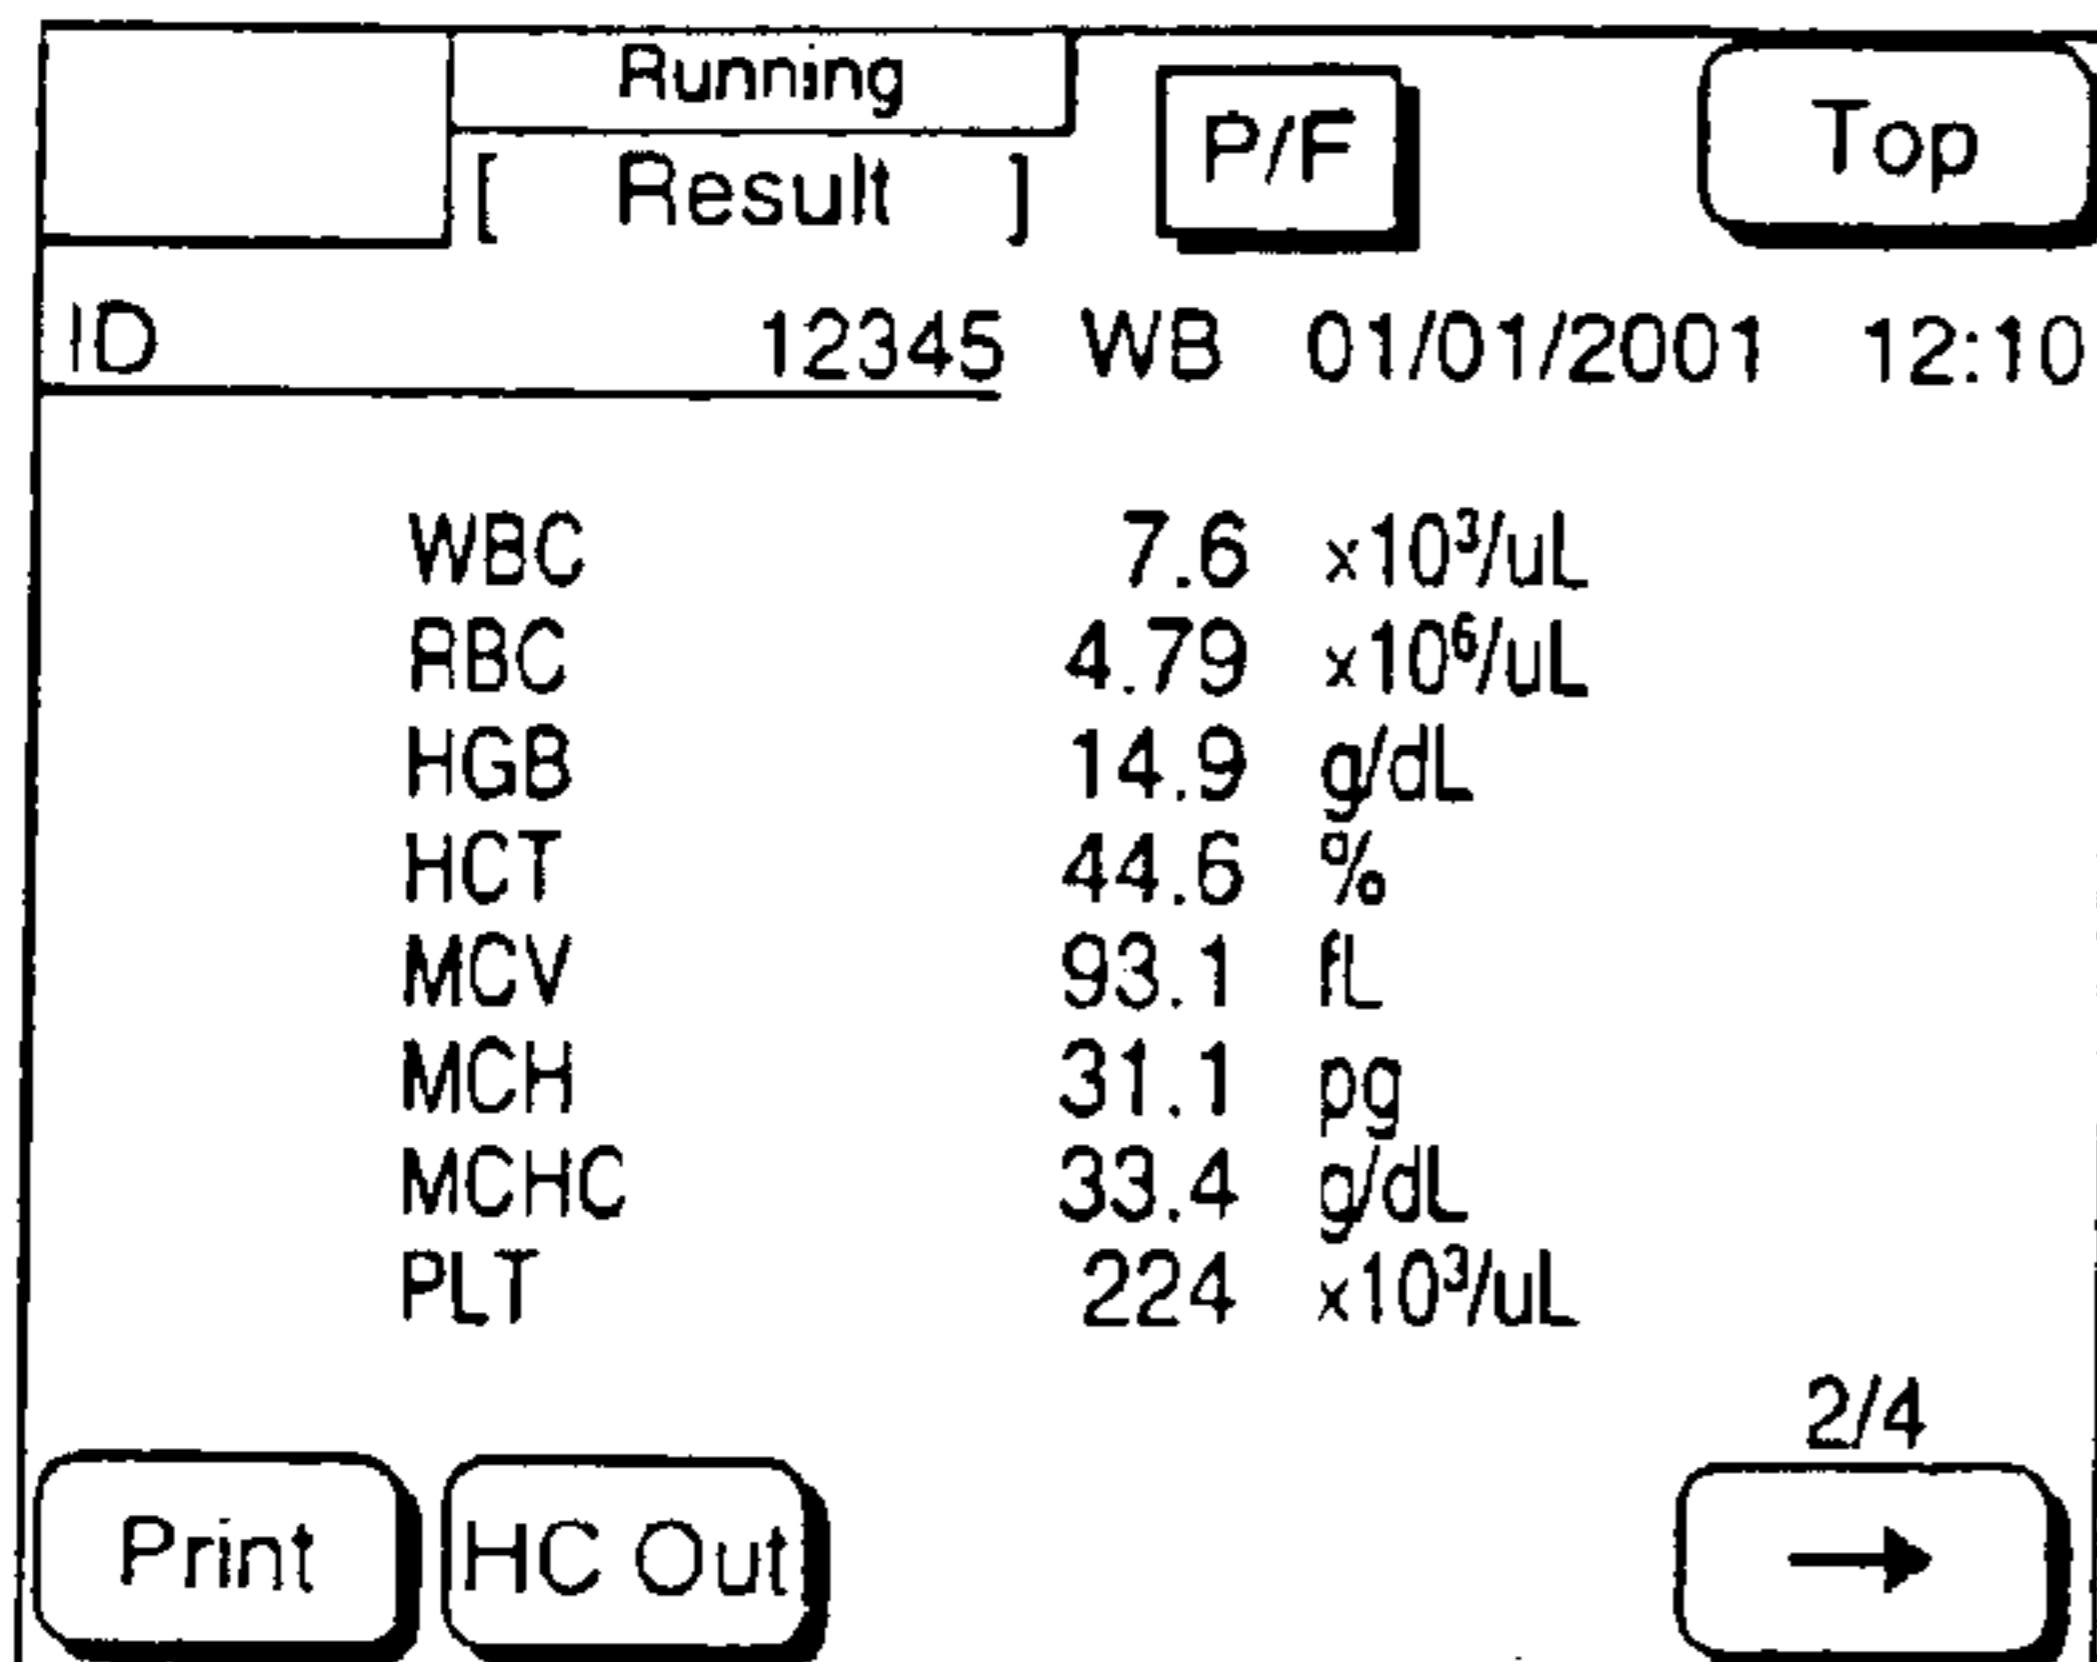 Running
[ Result ] P/F Top
ID 12345 WB 01/01/2001 12:10
WBC 7.6 x10³/uL
RBC 4.79 x10⁶/uL
HGB 14.9 g/dL
HCT 44.6 %
MCV 93.1 fL
MCH 31.1 pg
MCHC 33.4 g/dL
PLT 224 x10³/uL
2/4
Print HC Out →